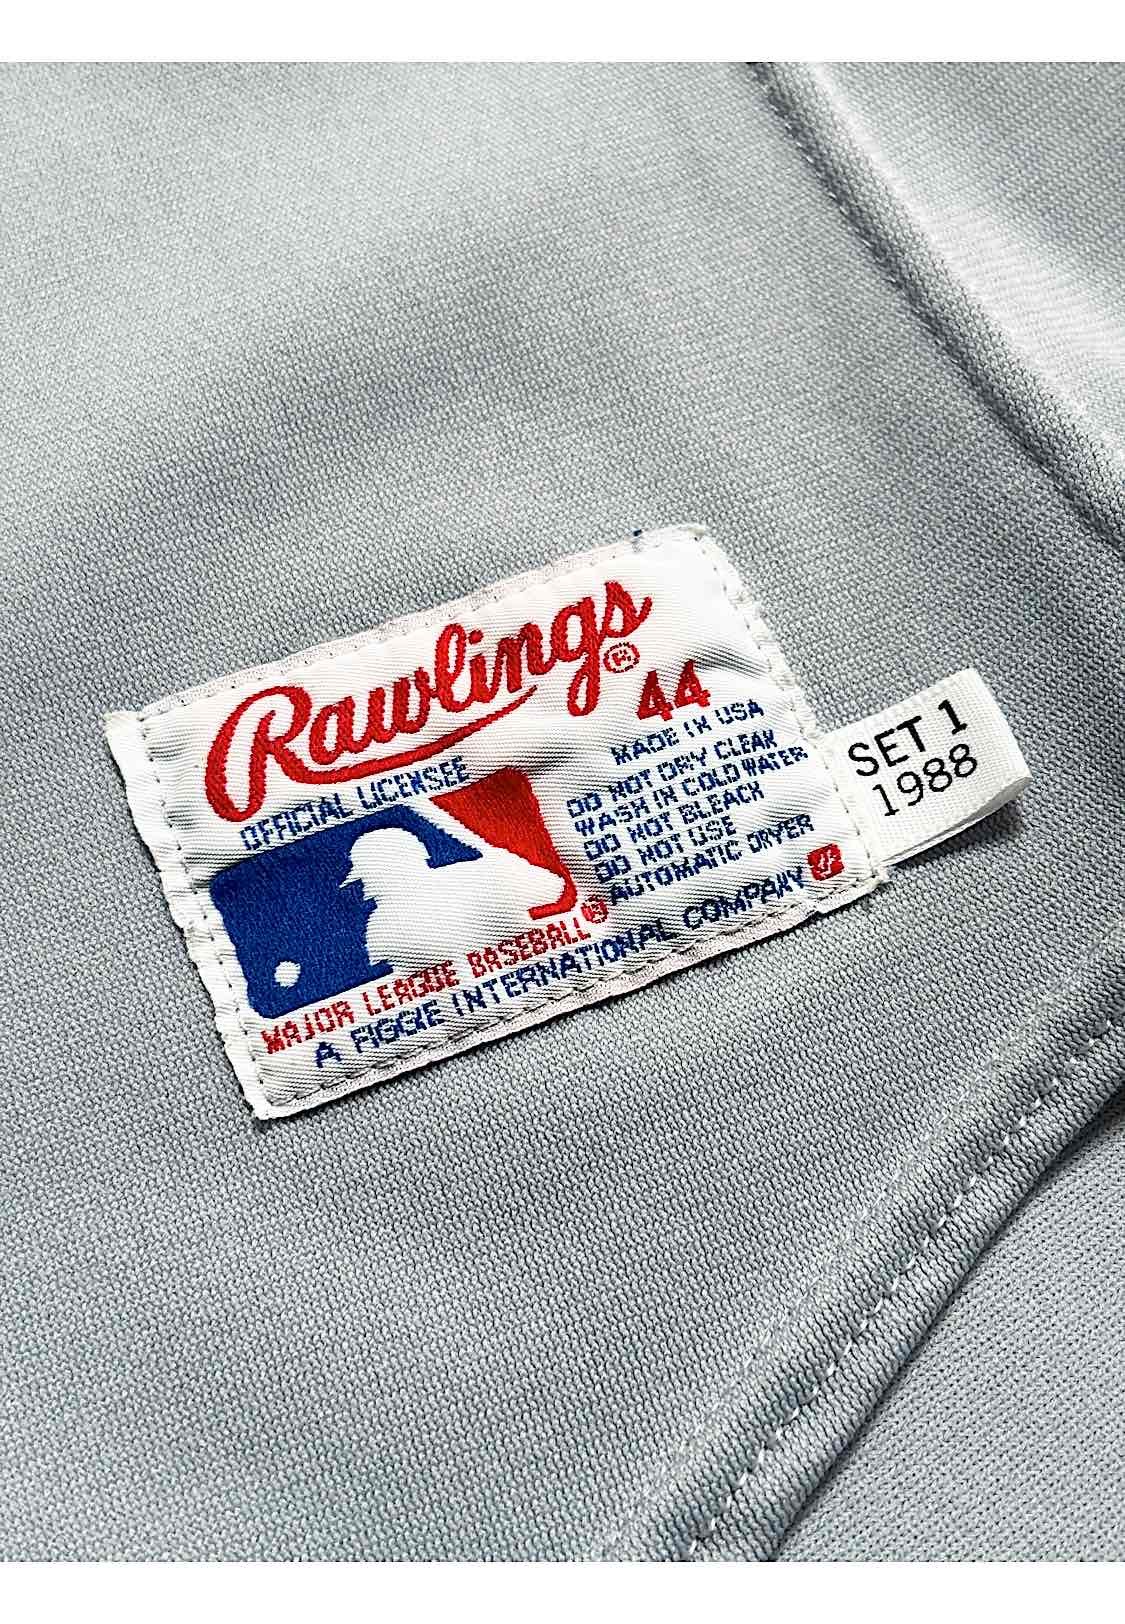 Rawlings®
44
MADE IN USA
OFFICIAL LICENSEE
DO NOT DRY CLEAN
WASH IN COLD WATER
DO NOT BLEACH
DO NOT USE
AUTOMATIC DRYER
MAJOR LEAGUE BASEBALL®
A FIGGIE INTERNATIONAL COMPANY
SET 1
1988